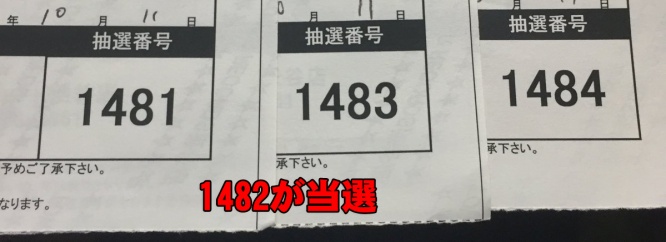 年 10 月 11 日
抽選番号
1481
予めご了承下さい。
なります。
月 11 日
抽選番号
1483
承下さい。
抽選番号
1484
承下さい。
1482が当選